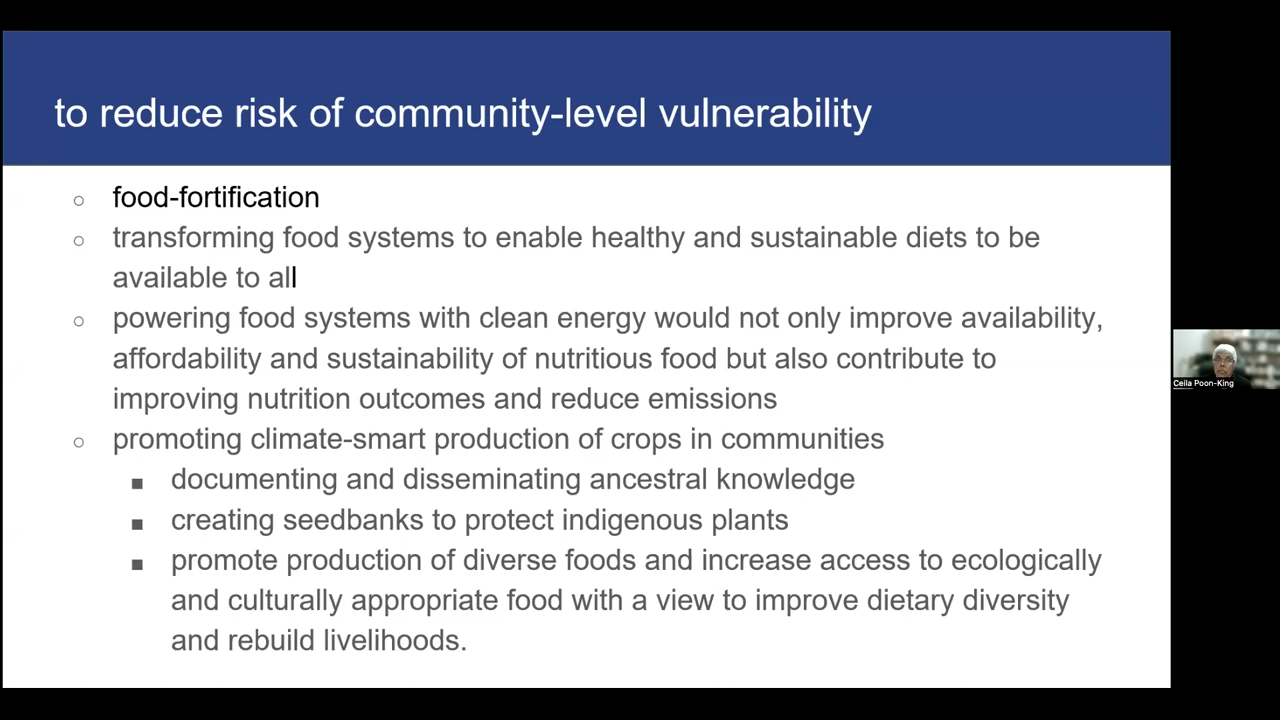 to reduce risk of community-level vulnerability
○ food-fortification
○ transforming food systems to enable healthy and sustainable diets to be
available to all
○ powering food systems with clean energy would not only improve availability,
affordability and sustainability of nutritious food but also contribute to
improving nutrition outcomes and reduce emissions
○ promoting climate-smart production of crops in communities
■ documenting and disseminating ancestral knowledge
■ creating seedbanks to protect indigenous plants
■ promote production of diverse foods and increase access to ecologically
and culturally appropriate food with a view to improve dietary diversity
and rebuild livelihoods.
Ceila Poon-King